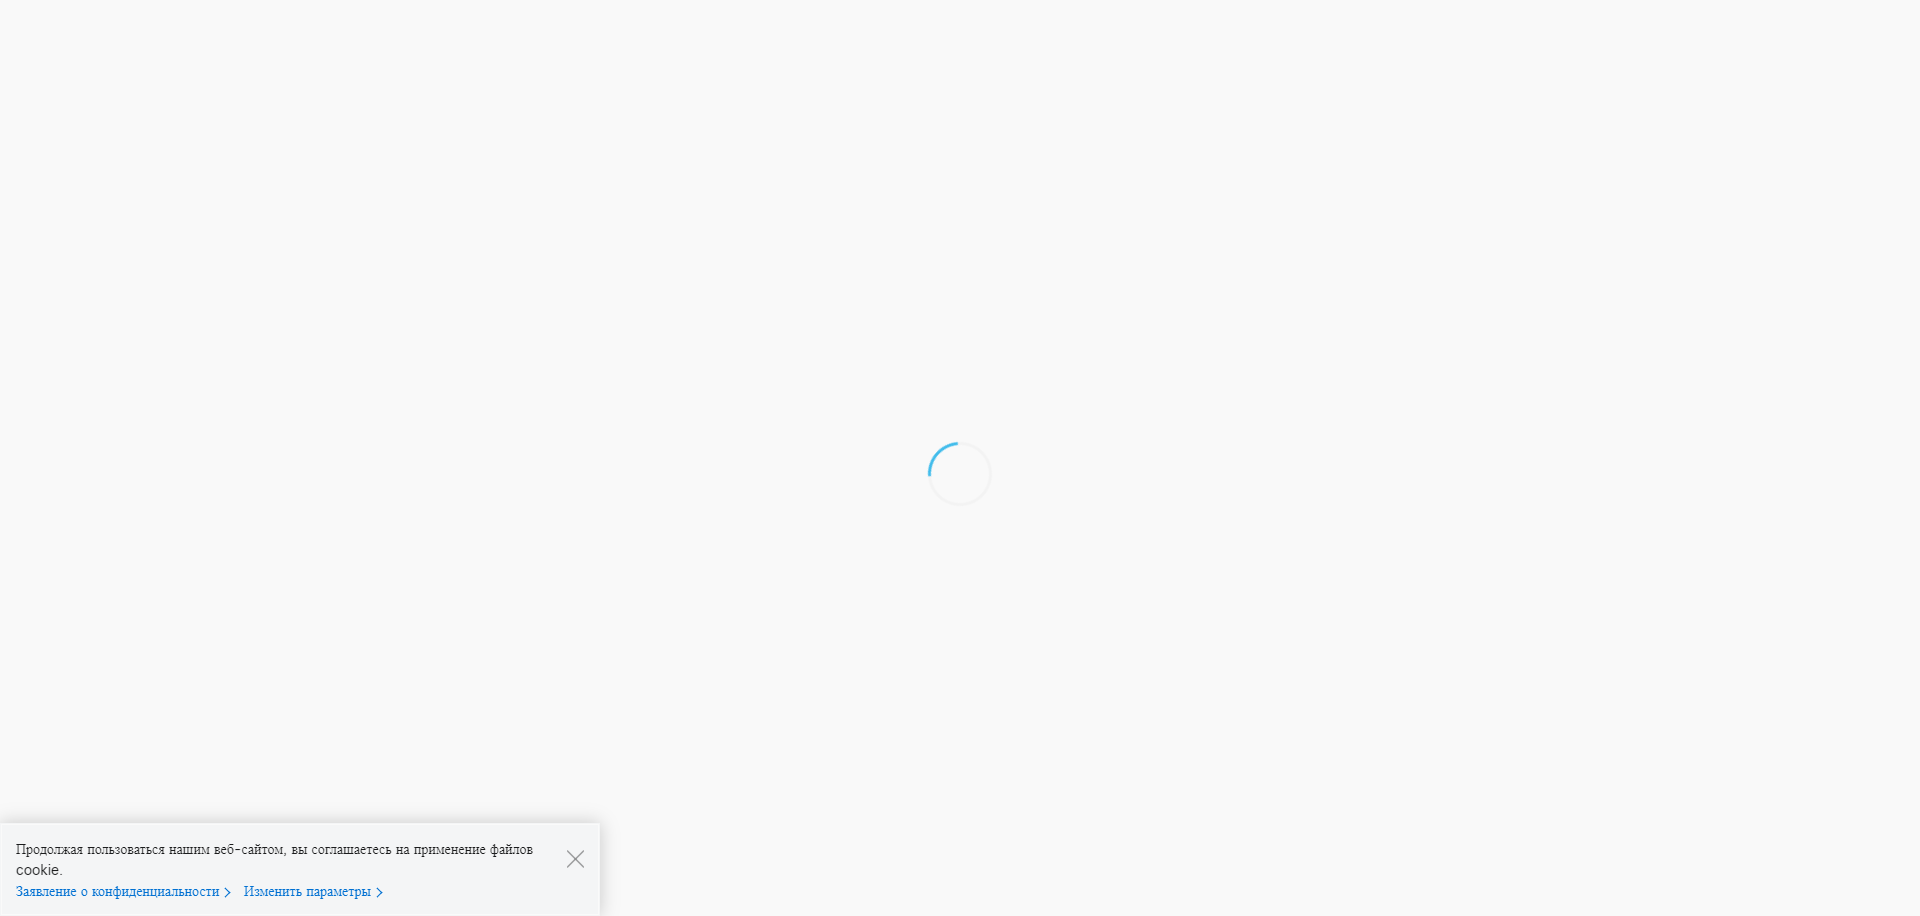 Продолжая пользоваться нашим веб-сайтом, вы соглашаетесь на применение файлов
cookie.
Заявление о конфиденциальности Изменить параметры